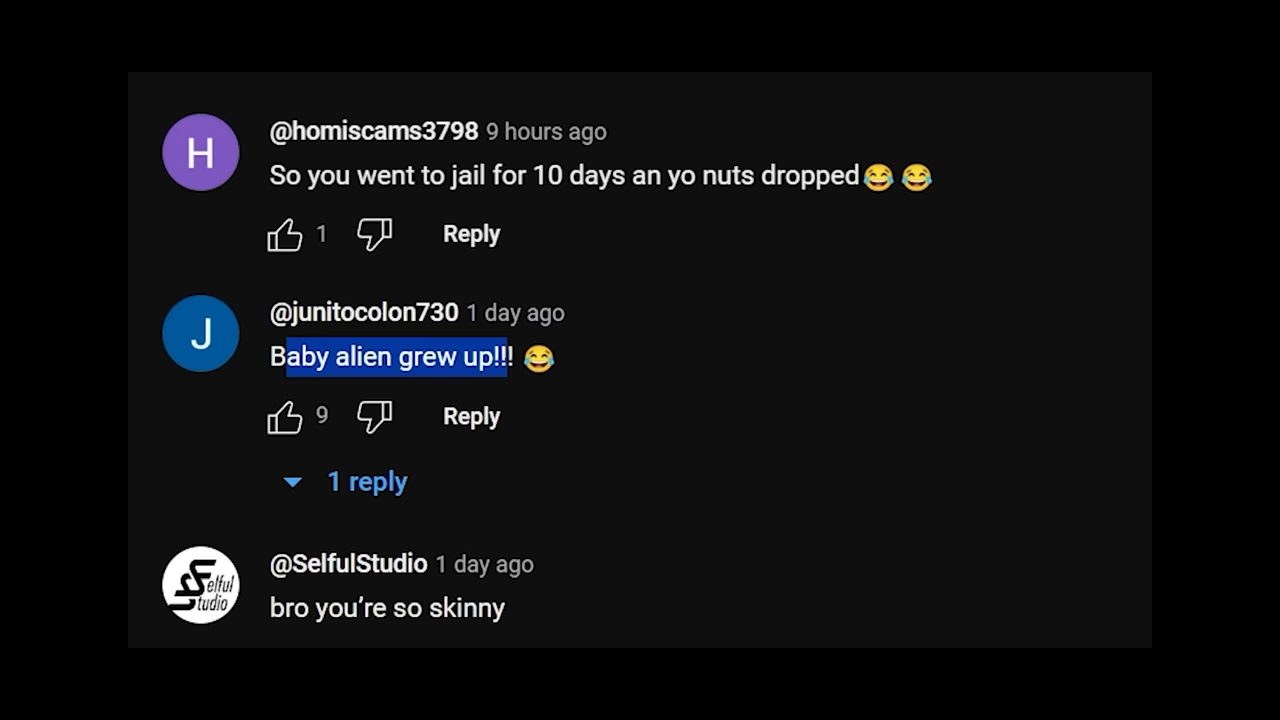 H
@homiscams3798 9 hours ago
So you went to jail for 10 days an yo nuts dropped😂 😂
1 Reply
J
@junitocolon730 1 day ago
Baby alien grew up!!! 😂
9 Reply
1 reply
Selful
Studio
@SelfulStudio 1 day ago
bro you’re so skinny